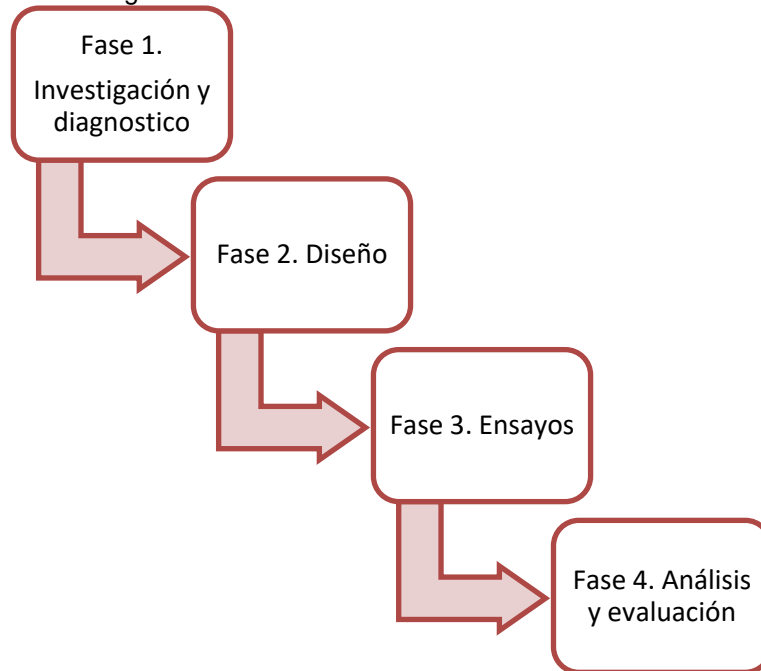 Fase 1.
Investigación y
diagnostico
Fase 2. Diseño
Fase 3. Ensayos
Fase 4. Análisis
y evaluación